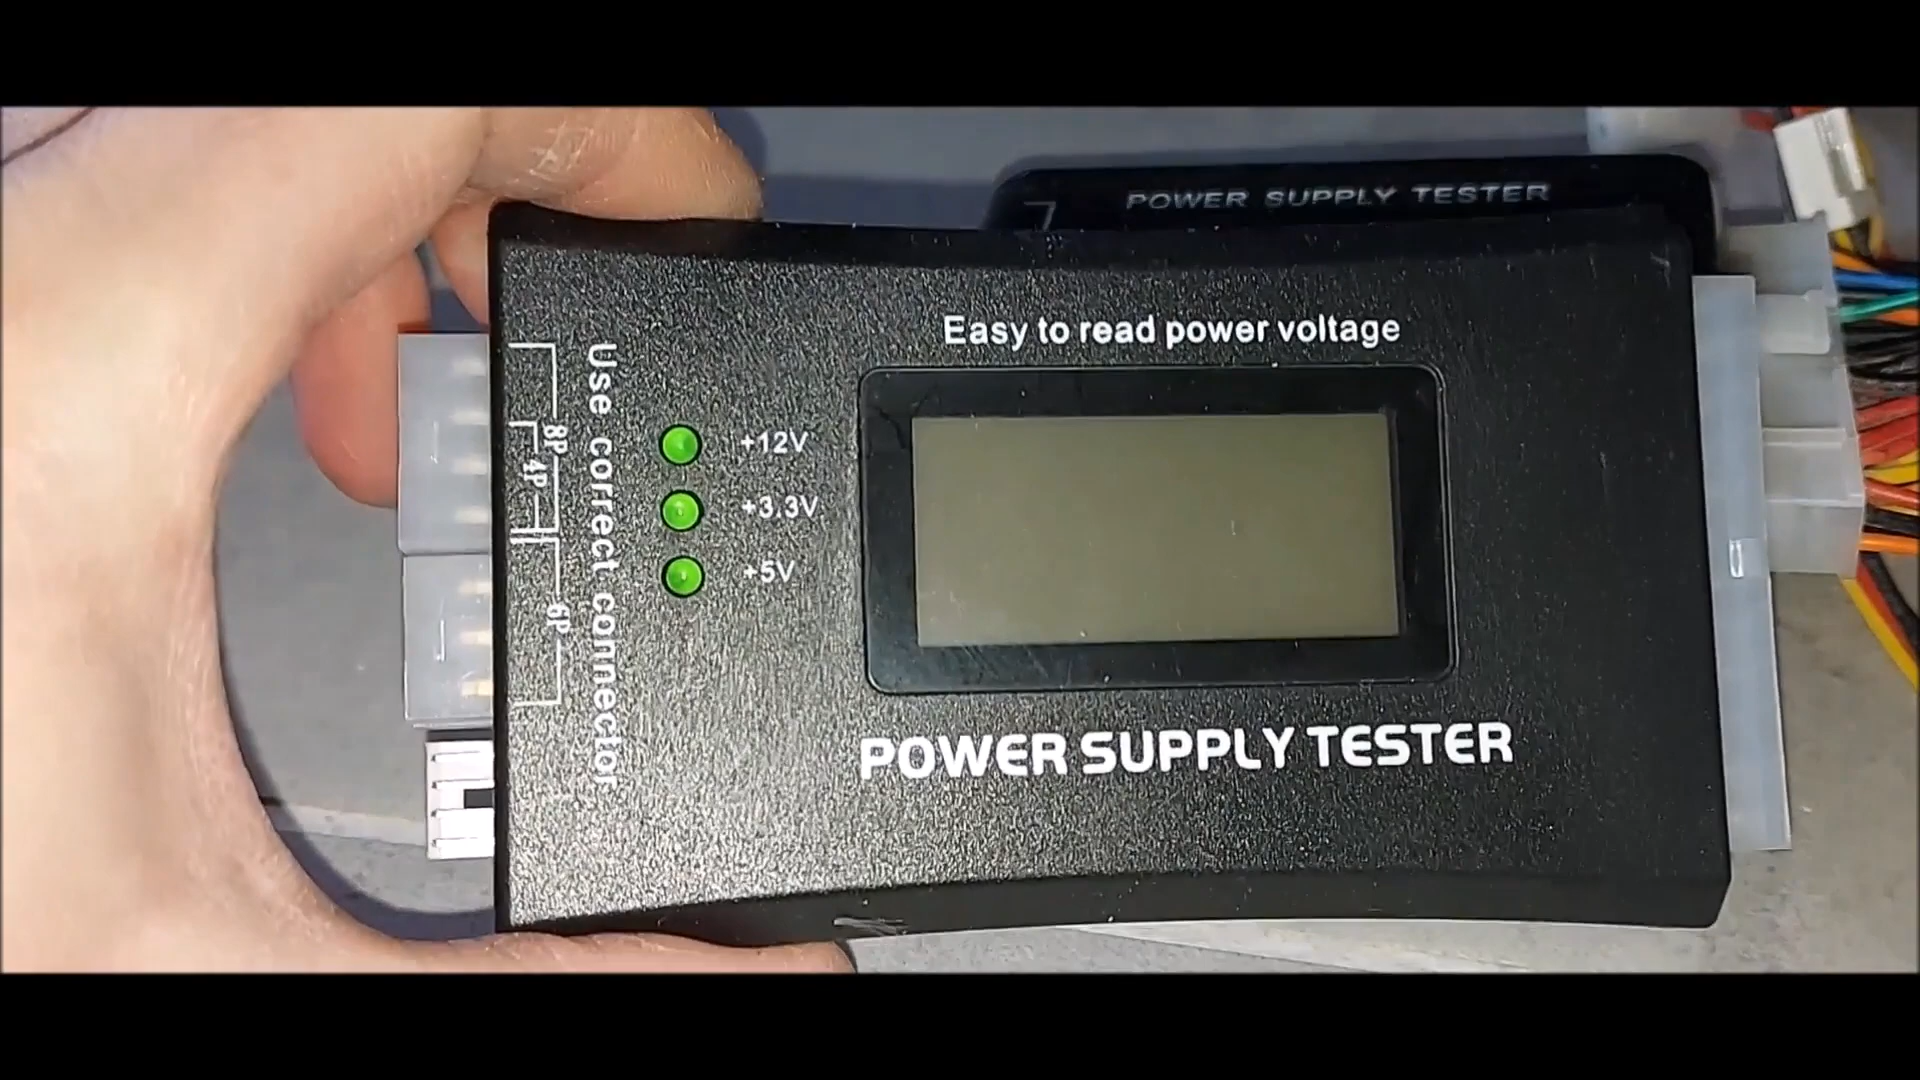 POWER SUPPLY TESTER
Easy to read power voltage
Use correct connector
8P
4P
6P
+12V
+3.3V
+5V
POWER SUPPLY TESTER